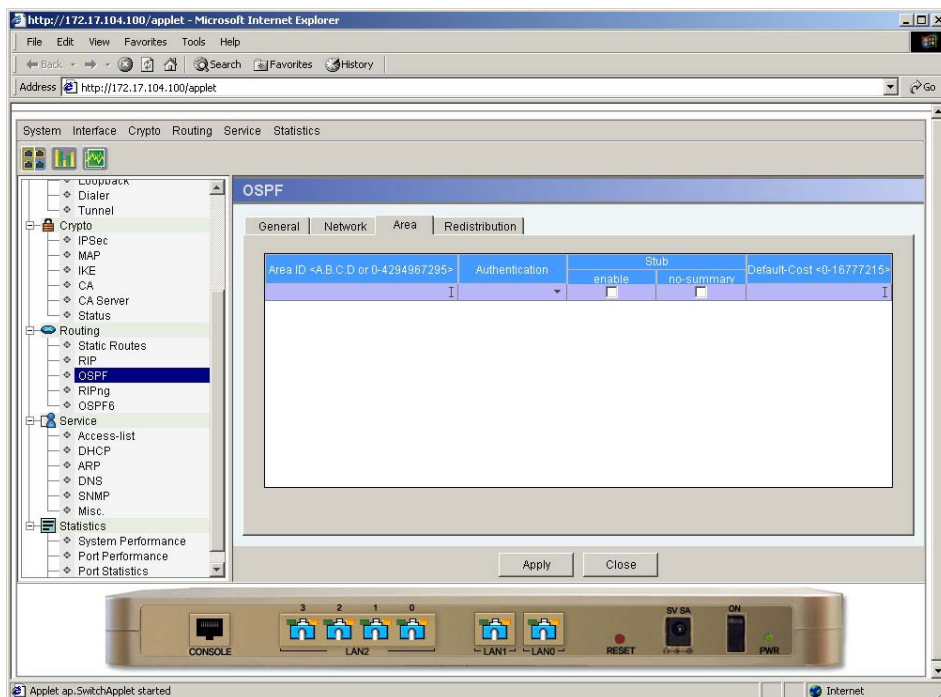 http://172.17.104.100/applet - Microsoft Internet Explorer
File Edit View Favorites Tools Help
Back Search Favorites History
Address http://172.17.104.100/applet Go
System Interface Crypto Routing Service Statistics
Loopback
Dialer
Tunnel
Crypto
IPSec
MAP
IKE
CA
CA Server
Status
Routing
Static Routes
RIP
OSPF
RIPng
OSPF6
Service
Access-list
DHCP
ARP
DNS
SNMP
Misc.
Statistics
System Performance
Port Performance
Port Statistics
OSPF
General Network Area Redistribution
Area ID <A.B.C.D or 0-4294967295> Authentication Stub Default-Cost <0-16777215>
enable no-summary
Apply Close
3 2 1 0
CONSOLE LAN2 LAN1 LAN0 RESET 5V 5A ON PWR
Applet ap.SwitchApplet started Internet